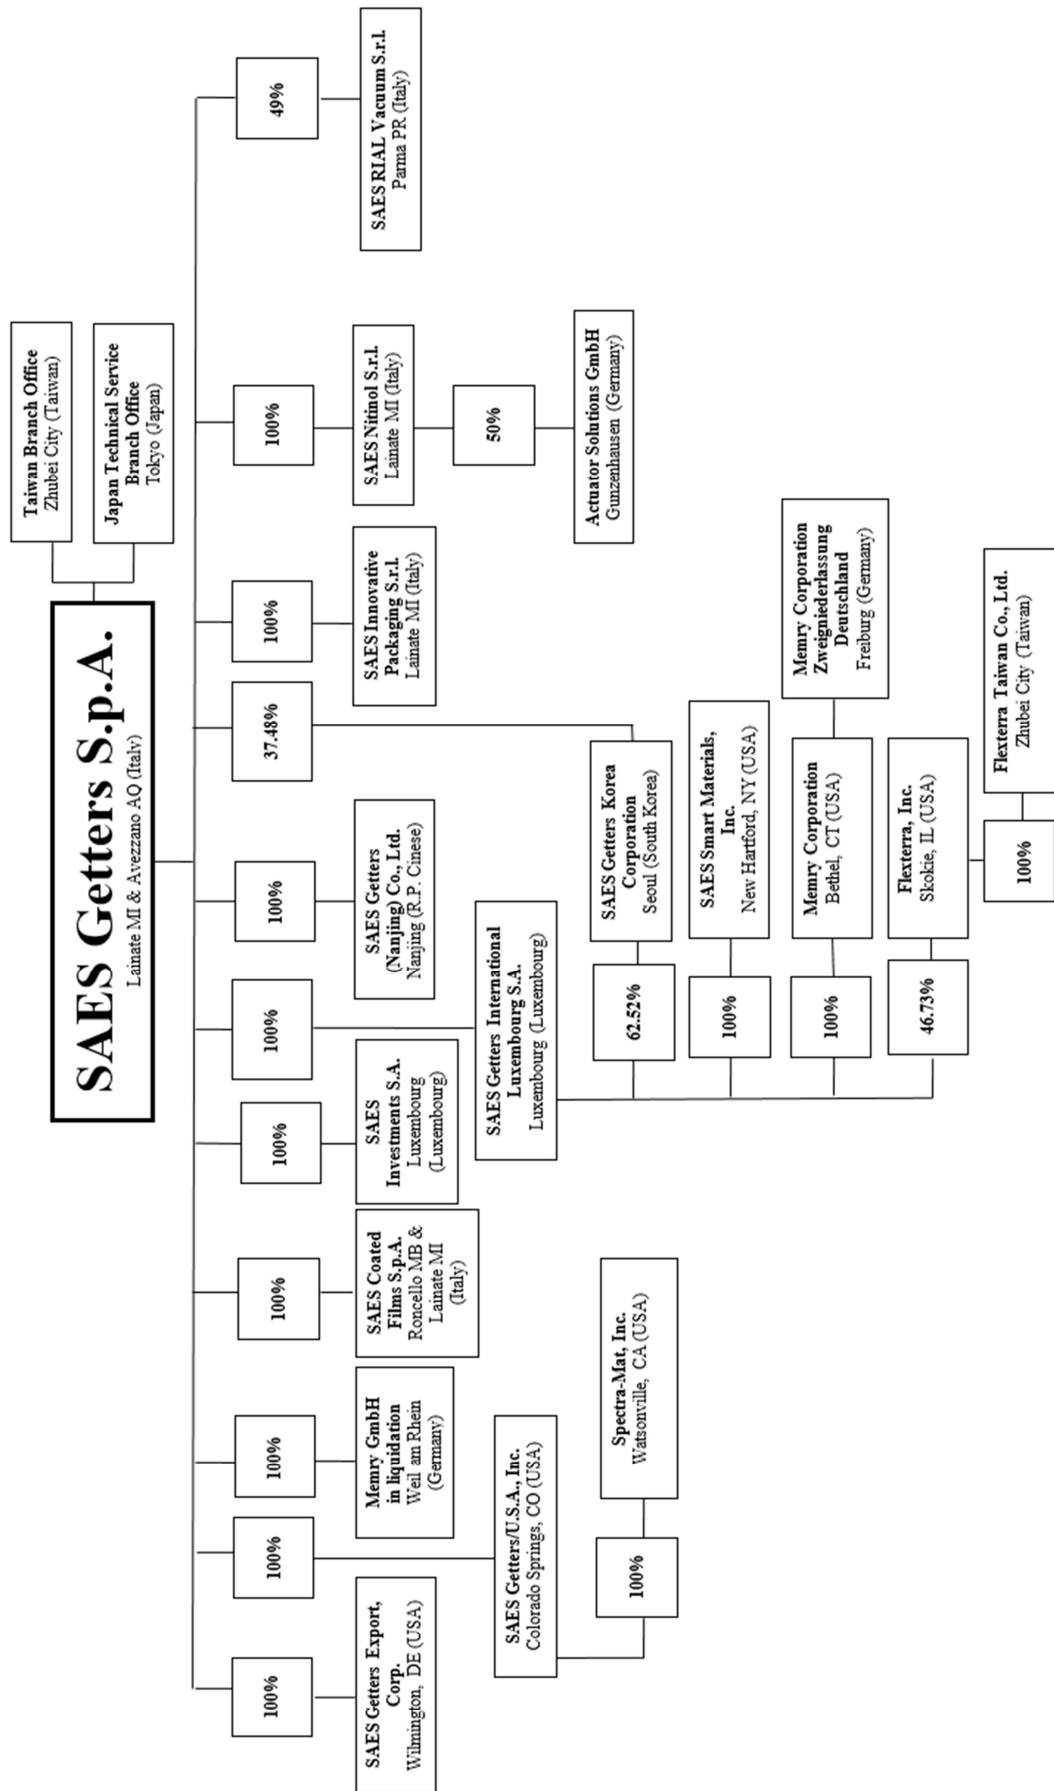 SAES Getters S.p.A.
Lainate MI & Avezzano AQ (Italy)
Taiwan Branch Office
Zhubei City (Taiwan)
Japan Technical Service
Branch Office
Tokyo (Japan)
100%
SAES Getters Export,
Corp.
Wilmington, DE (USA)
100%
SAES Getters/U.S.A., Inc.
Colorado Springs, CO (USA)
100%
Spectra-Mat, Inc.
Watsonville, CA (USA)
100%
Memry GmbH
in liquidation
Weil am Rhein
(Germany)
100%
SAES Coated
Films S.p.A.
Roncello MB &
Lainate MI
(Italy)
100%
SAES
Investments S.A.
Luxembourg
(Luxembourg)
100%
SAES Getters International
Luxembourg S.A.
Luxembourg (Luxembourg)
62.52%
SAES Getters Korea
Corporation
Seoul (South Korea)
100%
SAES Smart Materials,
Inc.
New Hartford, NY (USA)
100%
Memry Corporation
Bethel, CT (USA)
Memry Corporation
Zweigniederlassung
Deutschland
Freiburg (Germany)
46.73%
Flexterra, Inc.
Skokie, IL (USA)
100%
Flexterra Taiwan Co., Ltd.
Zhubei City (Taiwan)
100%
SAES Getters
(Nanjing) Co., Ltd.
Nanjing (R.P. Cinese)
37.48%
100%
SAES Innovative
Packaging S.r.l.
Lainate MI (Italy)
100%
SAES Nitinol S.r.l.
Lainate MI (Italy)
50%
Actuator Solutions GmbH
Gunzenhausen (Germany)
49%
SAES RIAL Vacuum S.r.l.
Parma PR (Italy)